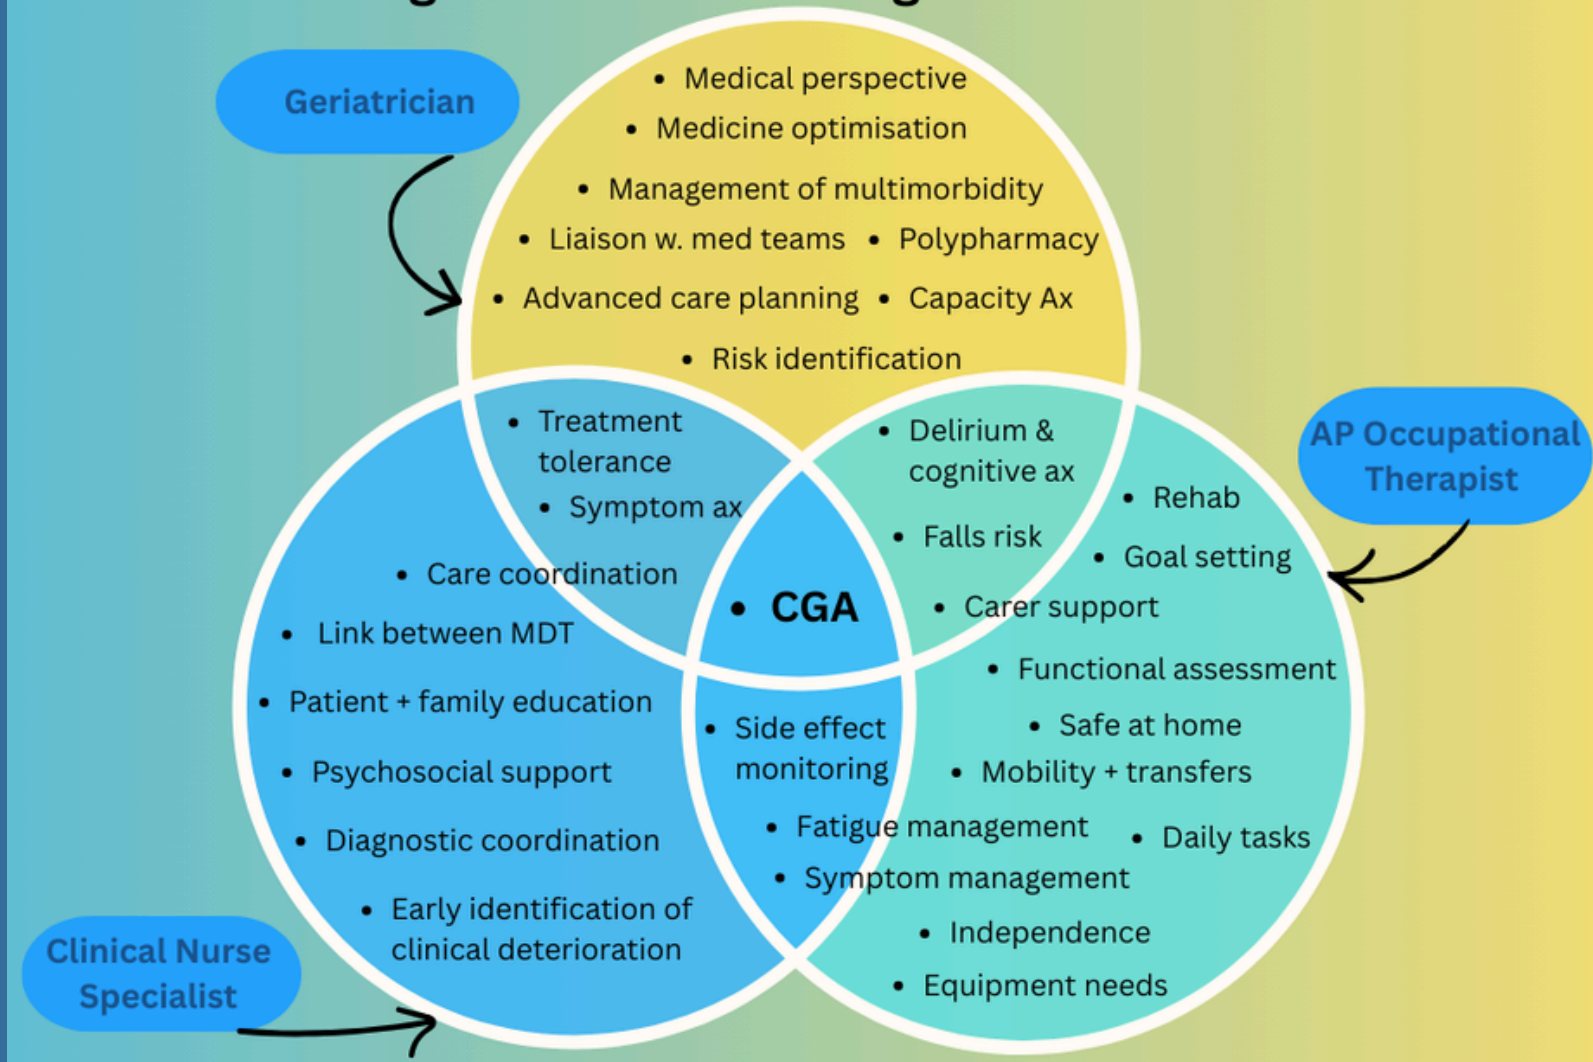 Geriatrician
• Medical perspective
• Medicine optimisation
• Management of multimorbidity
• Liaison w. med teams • Polypharmacy
• Advanced care planning • Capacity Ax
• Risk identification
• Treatment
tolerance
• Symptom ax
• Delirium &
cognitive ax
• Falls risk
AP Occupational
Therapist
• Rehab
• Goal setting
• Carer support
• Functional assessment
• Safe at home
• Mobility + transfers
• Daily tasks
• Independence
• Equipment needs
• CGA
• Care coordination
• Link between MDT
• Patient + family education
• Psychosocial support
• Diagnostic coordination
• Early identification of
clinical deterioration
• Side effect
monitoring
• Fatigue management
• Symptom management
Clinical Nurse
Specialist